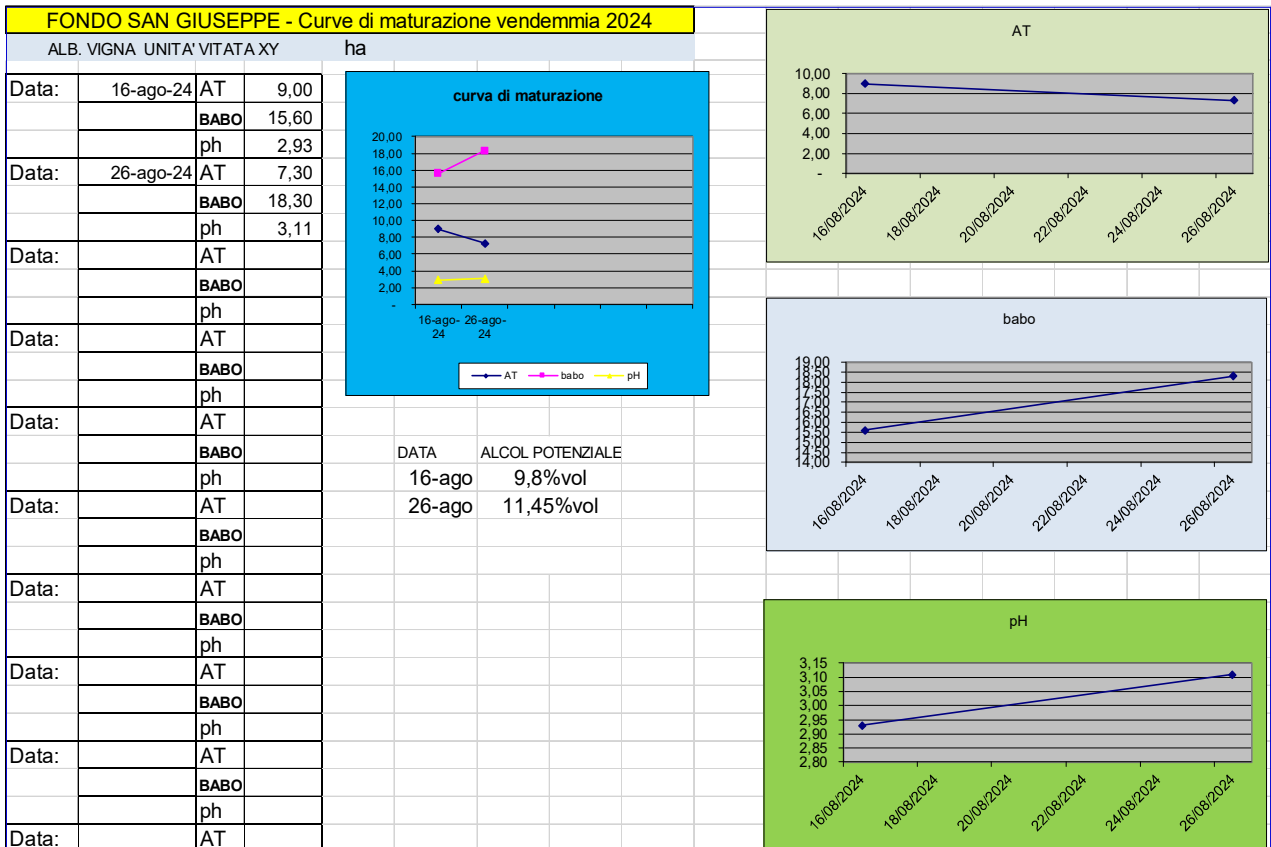 FONDO SAN GIUSEPPE - Curve di maturazione vendemmia 2024
ALB. VIGNA UNITA' VITATA XY ha
Data: 16-ago-24 AT 9,00
BABO 15,60
ph 2,93
Data: 26-ago-24 AT 7,30
BABO 18,30
ph 3,11
Data: AT
BABO
ph
Data: AT
BABO
ph
Data: AT
BABO
ph
Data: AT
BABO
ph
Data: AT
BABO
ph
Data: AT
BABO
ph
Data: AT
BABO
ph
Data: AT
curva di maturazione
20,00
18,00
16,00
14,00
12,00
10,00
8,00
6,00
4,00
2,00
-
16-ago-24 26-ago-24
AT babo pH
DATA ALCOL POTENZIALE
16-ago 9,8%vol
26-ago 11,45%vol
AT
10,00
8,00
6,00
4,00
2,00
-
16/08/2024 18/08/2024 20/08/2024 22/08/2024 24/08/2024 26/08/2024
babo
19,00
18,50
18,00
17,50
17,00
16,50
16,00
15,50
15,00
14,50
14,00
16/08/2024 18/08/2024 20/08/2024 22/08/2024 24/08/2024 26/08/2024
pH
3,15
3,10
3,05
3,00
2,95
2,90
2,85
2,80
16/08/2024 18/08/2024 20/08/2024 22/08/2024 24/08/2024 26/08/2024